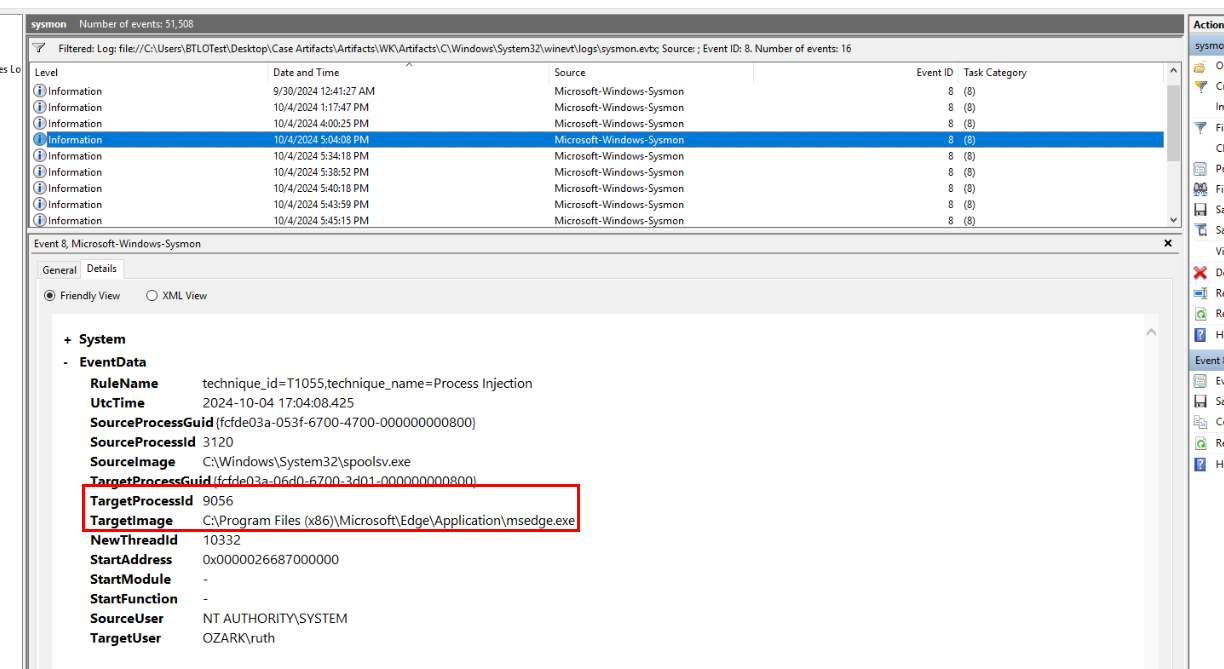 Action
sysmon Number of events: 51,508
sysmo
Filtered: Log: file://C:\Users\BTLOTest\Desktop\Case Artifacts\Artifacts\WK\Artifacts\C\Windows\System32\winevt\logs\sysmon.evtx; Source: ; Event ID: 8. Number of events: 16
es Lo
Level Date and Time Source Event ID Task Category
Information 9/30/2024 12:41:27 AM Microsoft-Windows-Sysmon 8 (8)
Information 10/4/2024 1:17:47 PM Microsoft-Windows-Sysmon 8 (8)
Information 10/4/2024 4:00:25 PM Microsoft-Windows-Sysmon 8 (8)
Information 10/4/2024 5:04:08 PM Microsoft-Windows-Sysmon 8 (8)
Information 10/4/2024 5:34:18 PM Microsoft-Windows-Sysmon 8 (8)
Information 10/4/2024 5:38:52 PM Microsoft-Windows-Sysmon 8 (8)
Information 10/4/2024 5:40:18 PM Microsoft-Windows-Sysmon 8 (8)
Information 10/4/2024 5:43:59 PM Microsoft-Windows-Sysmon 8 (8)
Information 10/4/2024 5:45:15 PM Microsoft-Windows-Sysmon 8 (8)
Event 8, Microsoft-Windows-Sysmon
General Details
Friendly View XML View
+ System
- EventData
RuleName technique_id=T1055,technique_name=Process Injection
UtcTime 2024-10-04 17:04:08.425
SourceProcessGuid {fcfde03a-053f-6700-4700-000000000800}
SourceProcessId 3120
SourceImage C:\Windows\System32\spoolsv.exe
TargetProcessGuid {fcfde03a-06d0-6700-3d01-000000000800}
TargetProcessId 9056
TargetImage C:\Program Files (x86)\Microsoft\Edge\Application\msedge.exe
NewThreadId 10332
StartAddress 0x0000026687000000
StartModule -
StartFunction -
SourceUser NT AUTHORITY\SYSTEM
TargetUser OZARK\ruth
O
C
In
Fi
Cl
Pr
Fi
Sa
Sa
Vi
D
Re
Re
H
Event 8
Ev
Sa
C
Re
H